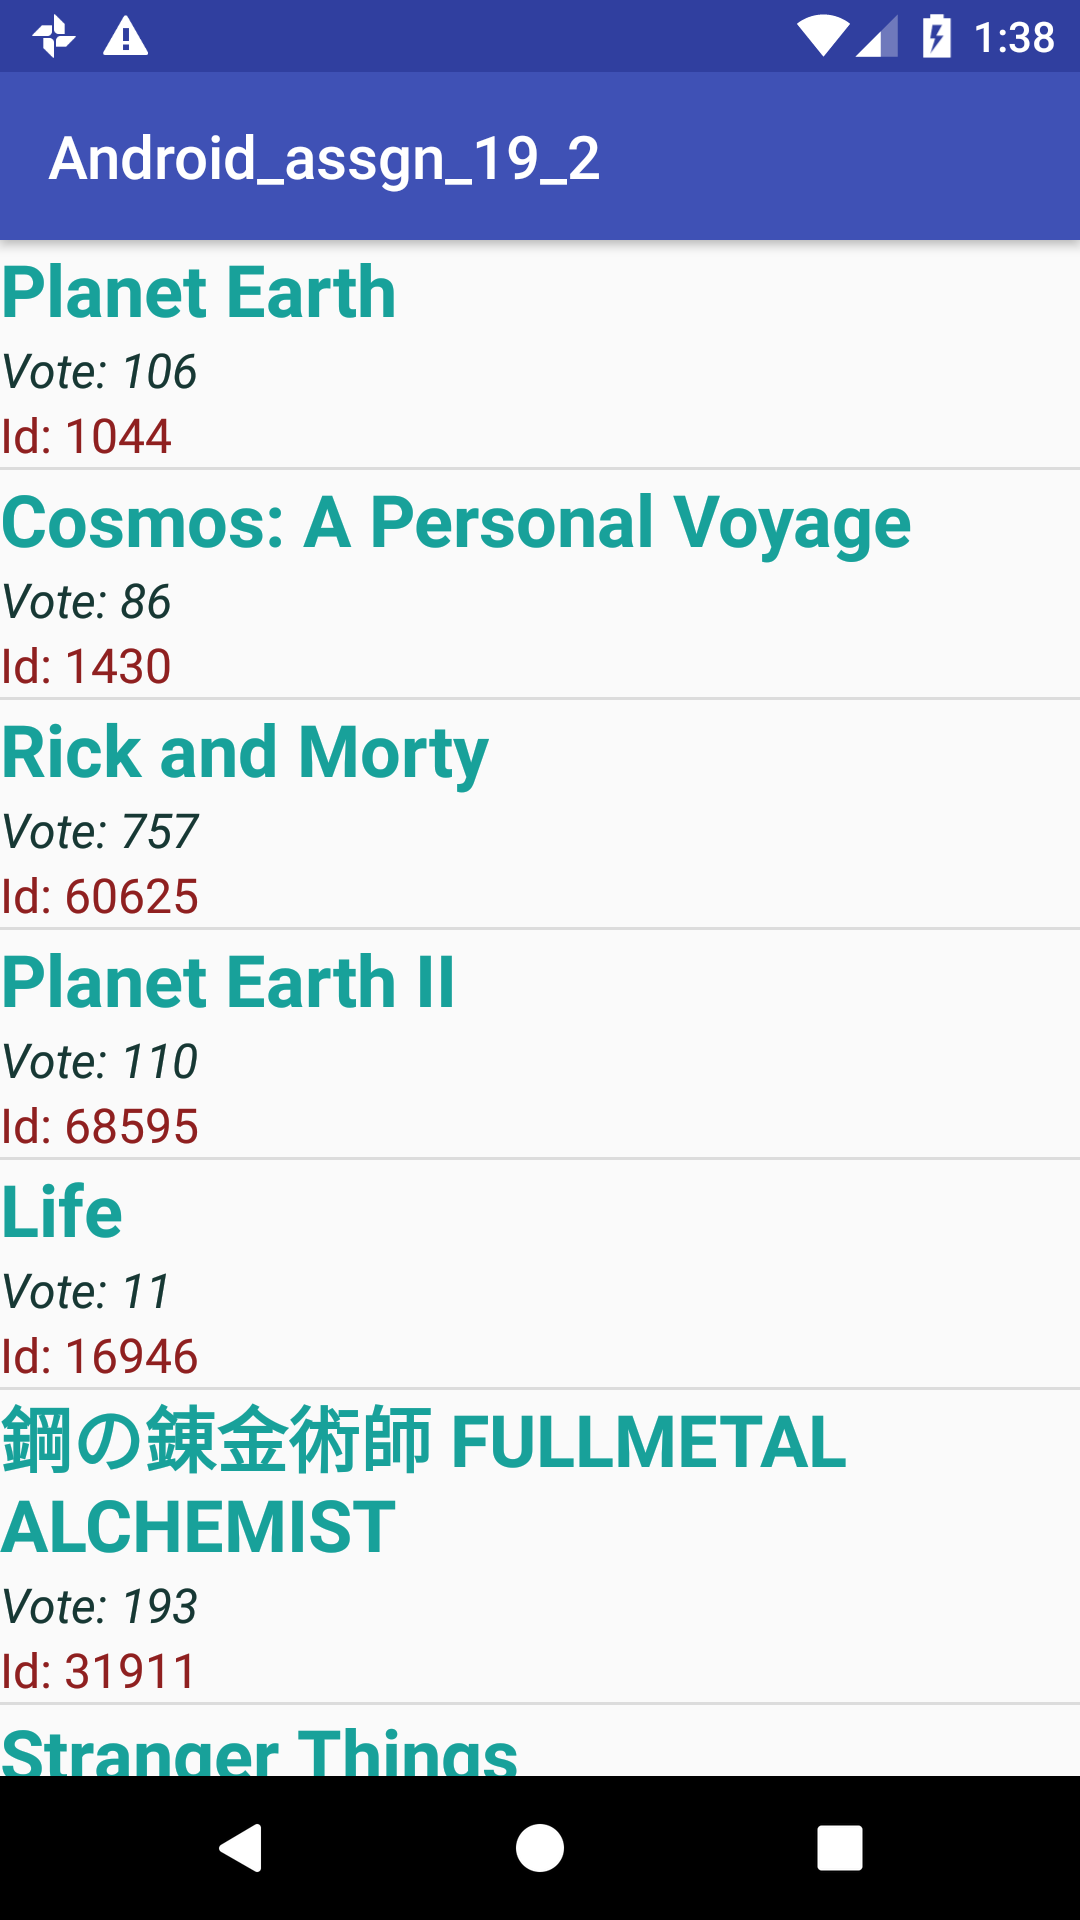 1:38
Android_assgn_19_2
Planet Earth
Vote: 106
Id: 1044
Cosmos: A Personal Voyage
Vote: 86
Id: 1430
Rick and Morty
Vote: 757
Id: 60625
Planet Earth II
Vote: 110
Id: 68595
Life
Vote: 11
Id: 16946
鋼の錬金術師 FULLMETAL
ALCHEMIST
Vote: 193
Id: 31911
Stranger Things